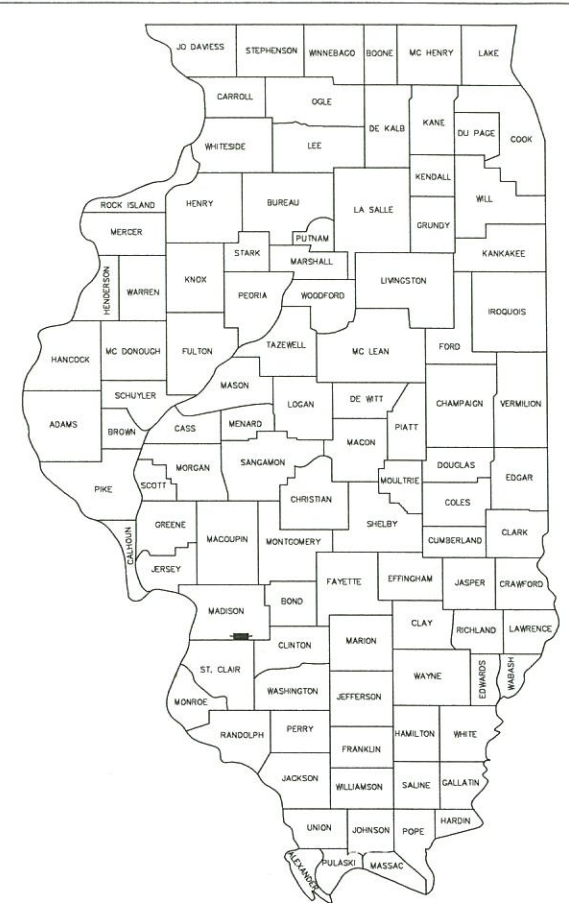 JO DAVIESS STEPHENSON WINNEBAGO BOONE MC HENRY LAKE
CARROLL OGLE DE KALB KANE DU PAGE COOK
WHITESIDE LEE KENDALL WILL
ROCK ISLAND HENRY BUREAU LA SALLE GRUNDY
MERCER PUTNAM KANKAKEE
HENDERSON WARREN KNOX STARK MARSHALL LIVINGSTON
PEORIA WOODFORD IROQUOIS
HANCOCK MC DONOUGH FULTON TAZEWELL MC LEAN FORD
SCHUYLER MASON LOGAN DE WITT CHAMPAIGN VERMILION
ADAMS BROWN CASS MENARD MACON PIATT
PIKE SCOTT MORGAN SANGAMON MOULTRIE DOUGLAS EDGAR
CHRISTIAN COLES
CALHOUN GREENE MACOUPIN MONTGOMERY SHELBY CUMBERLAND CLARK
JERSEY FAYETTE EFFINGHAM JASPER CRAWFORD
MADISON BOND CLAY RICHLAND LAWRENCE
CLINTON MARION
ST. CLAIR WAYNE EDWARDS WABASH
MONROE WASHINGTON JEFFERSON
RANDOLPH PERRY HAMILTON WHITE
FRANKLIN
JACKSON WILLIAMSON SALINE GALLATIN
UNION JOHNSON POPE HARDIN
ALEXANDER PULASKI MASSAC